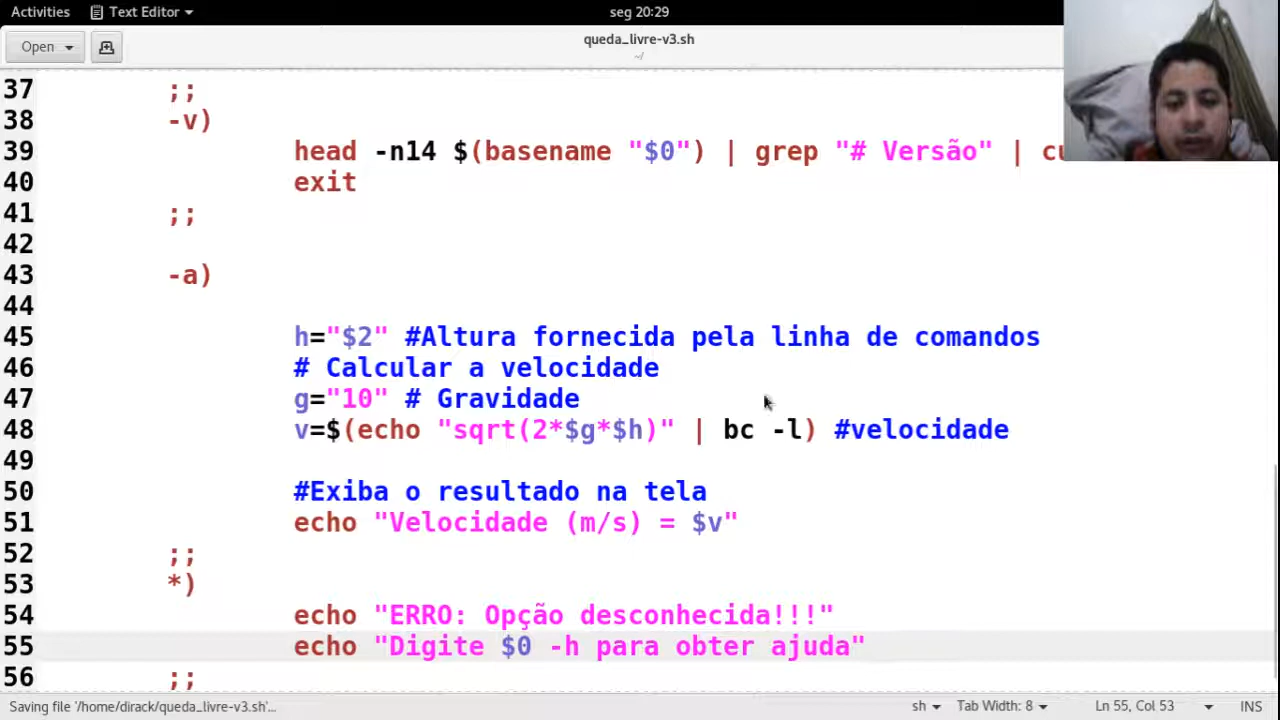 Activities Text Editor seg 20:29
Open queda_livre-v3.sh
~/
37 ;;
38 -v)
39 head -n14 $(basename "$0") | grep "# Versão" | cu
40 exit
41 ;;
42
43 -a)
44
45 h="$2" #Altura fornecida pela linha de comandos
46 # Calcular a velocidade
47 g="10" # Gravidade
48 v=$(echo "sqrt(2*$g*$h)" | bc -l) #velocidade
49
50 #Exiba o resultado na tela
51 echo "Velocidade (m/s) = $v"
52 ;;
53 *)
54 echo "ERRO: Opção desconhecida!!!"
55 echo "Digite $0 -h para obter ajuda"
56 ;;
Saving file '/home/dirack/queda_livre-v3.sh'... sh Tab Width: 8 Ln 55, Col 53 INS